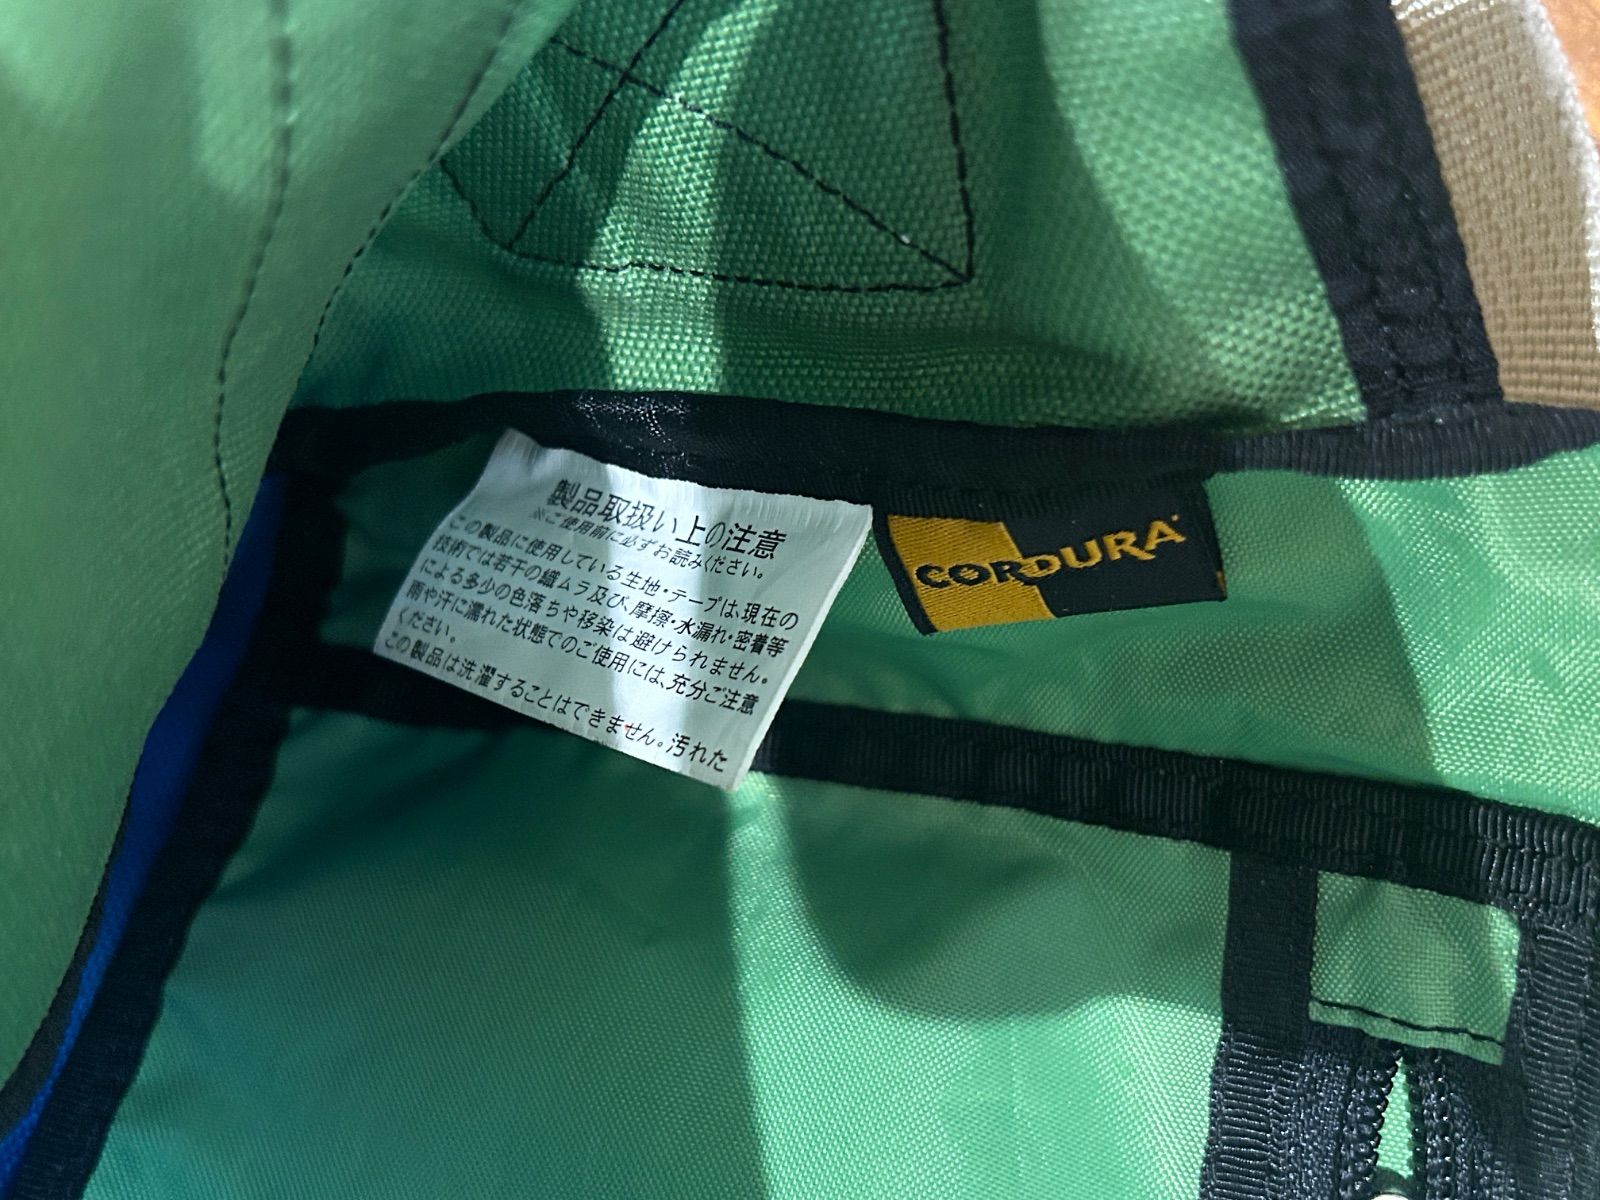 製品取扱い上の注意
※ご使用前に必ずお読みください。
この製品に使用している生地・テープは、現在の
技術では若干の織ムラ及び、摩擦・水漏れ・密着等
による多少の色落ちや移染は避けられません。
雨や汗に濡れた状態でのご使用には、充分ご注意
ください。
この製品は洗濯することはできません。汚れた
CORDURA